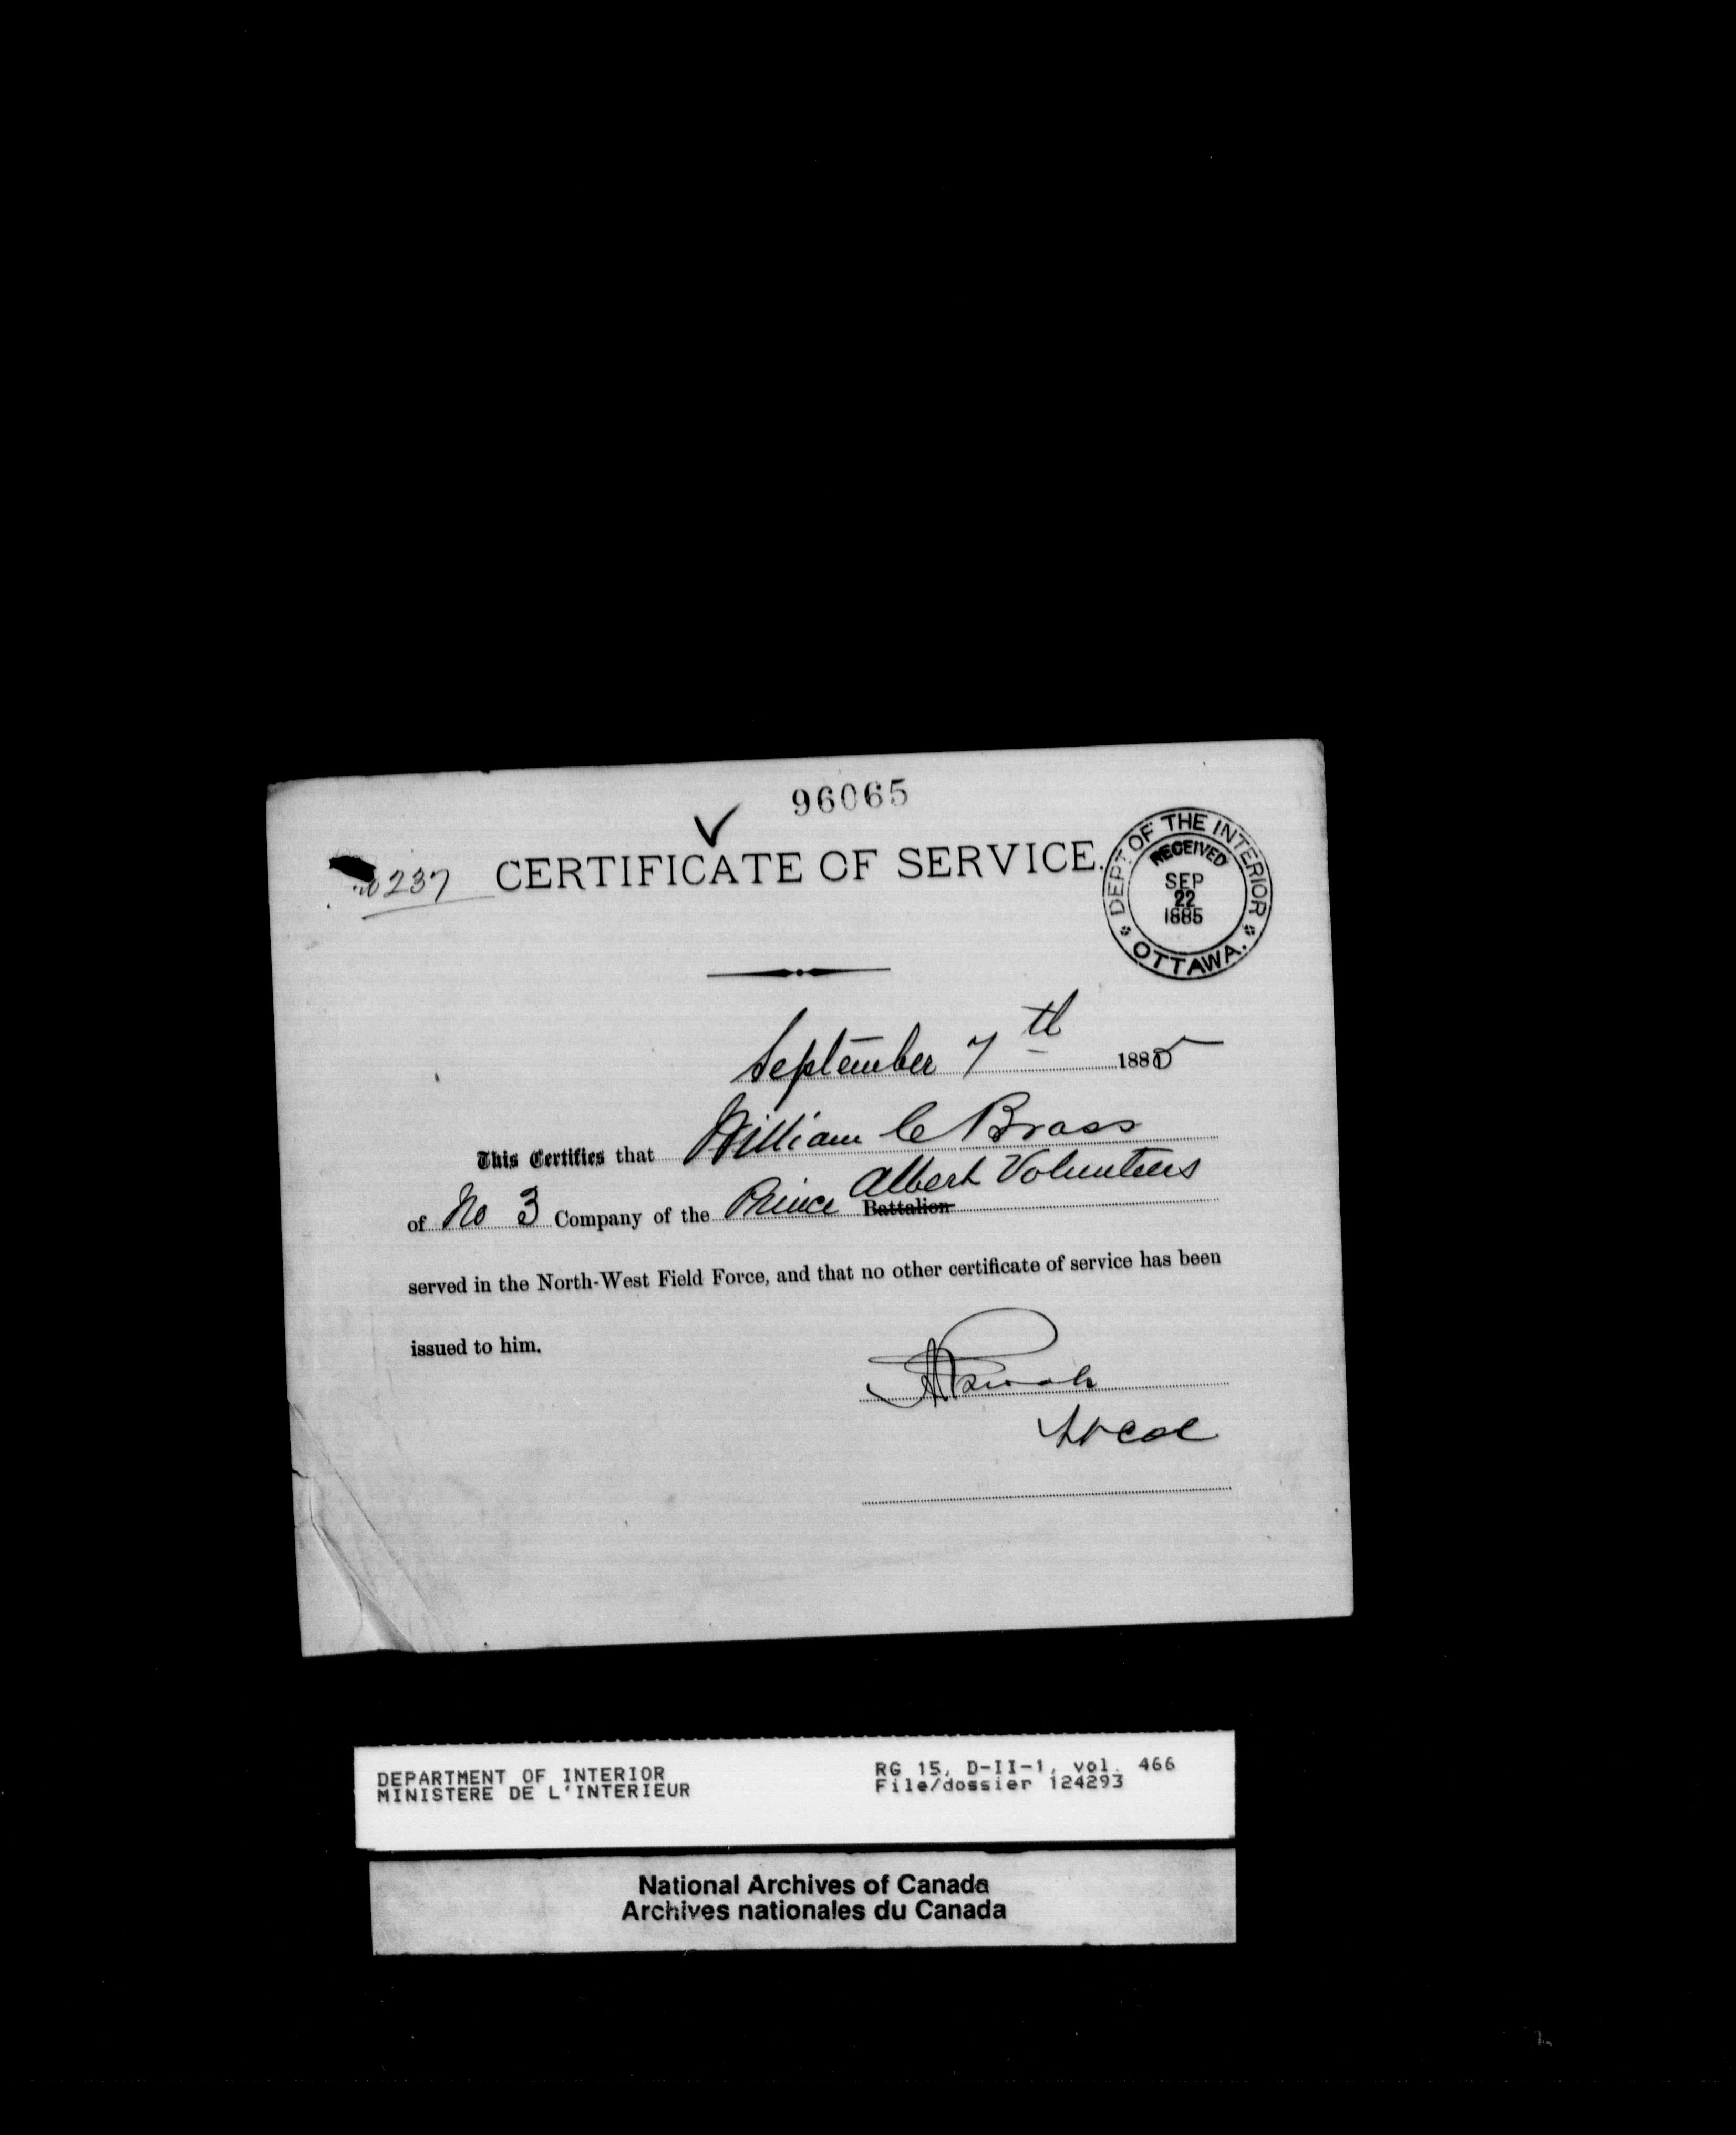 96065
237 CERTIFICATE OF SERVICE.
DEPT. OF THE INTERIOR
RECEIVED
SEP
22
1885
OTTAWA.
September 7th 1885
This Certifies that William C Brass
of No 3 Company of the Prince Albert Volunteers
Battalion
served in the North-West Field Force, and that no other certificate of service has been
issued to him.
Lt Col
DEPARTMENT OF INTERIOR
MINISTERE DE L'INTERIEUR
RG 15, D-II-1, vol. 466
File/dossier 124293
National Archives of Canada
Archives nationales du Canada